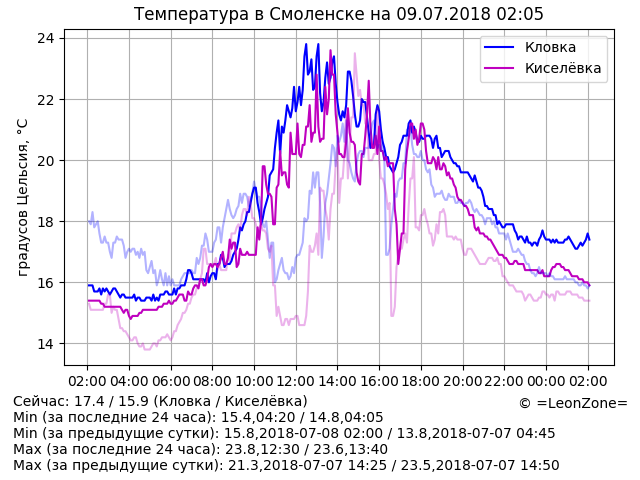 Температура в Смоленске на 09.07.2018 02:05
24
22
20
18
16
14
градусов Цельсия, °C
Кловка
Киселёвка
02:00 04:00 06:00 08:00 10:00 12:00 14:00 16:00 18:00 20:00 22:00 00:00 02:00
Сейчас: 17.4 / 15.9 (Кловка / Киселёвка)
© =LeonZone=
Min (за последние 24 часа): 15.4,04:20 / 14.8,04:05
Min (за предыдущие сутки): 15.8,2018-07-08 02:00 / 13.8,2018-07-07 04:45
Max (за последние 24 часа): 23.8,12:30 / 23.6,13:40
Max (за предыдущие сутки): 21.3,2018-07-07 14:25 / 23.5,2018-07-07 14:50